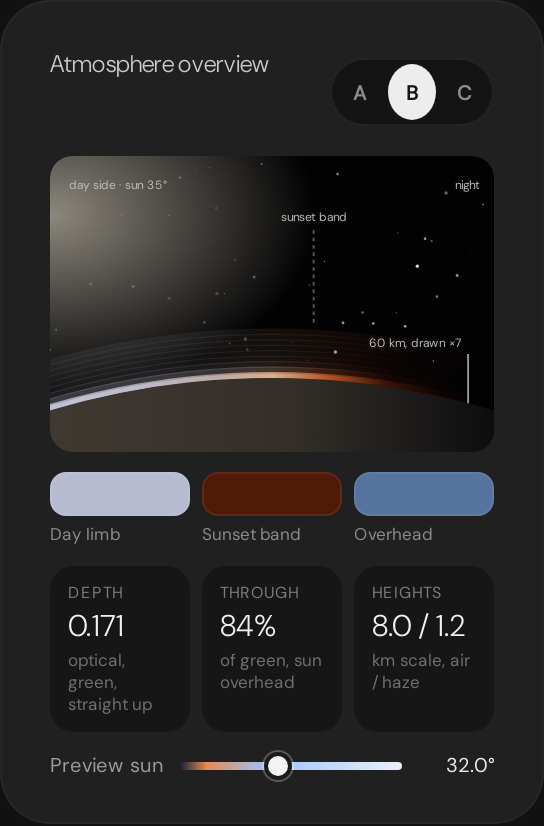 Atmosphere overview
A B C
day side · sun 35°
night
sunset band
60 km, drawn ×7
Day limb
Sunset band
Overhead
DEPTH
0.171
optical,
green,
straight up
THROUGH
84%
of green, sun
overhead
HEIGHTS
8.0 / 1.2
km scale, air
/ haze
Preview sun
32.0°